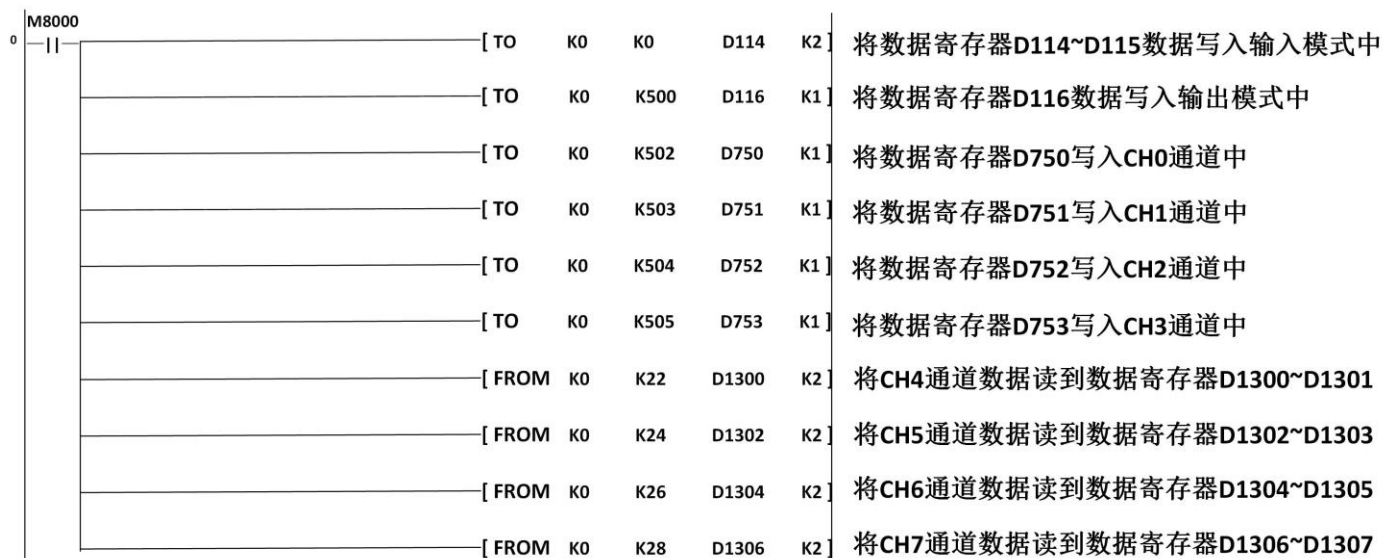 M8000
0
[ TO K0 K0 D114 K2 ] 将数据寄存器D114~D115数据写入输入模式中
[ TO K0 K500 D116 K1 ] 将数据寄存器D116数据写入输出模式中
[ TO K0 K502 D750 K1 ] 将数据寄存器D750写入CH0通道中
[ TO K0 K503 D751 K1 ] 将数据寄存器D751写入CH1通道中
[ TO K0 K504 D752 K1 ] 将数据寄存器D752写入CH2通道中
[ TO K0 K505 D753 K1 ] 将数据寄存器D753写入CH3通道中
[ FROM K0 K22 D1300 K2 ] 将CH4通道数据读到数据寄存器D1300~D1301
[ FROM K0 K24 D1302 K2 ] 将CH5通道数据读到数据寄存器D1302~D1303
[ FROM K0 K26 D1304 K2 ] 将CH6通道数据读到数据寄存器D1304~D1305
[ FROM K0 K28 D1306 K2 ] 将CH7通道数据读到数据寄存器D1306~D1307